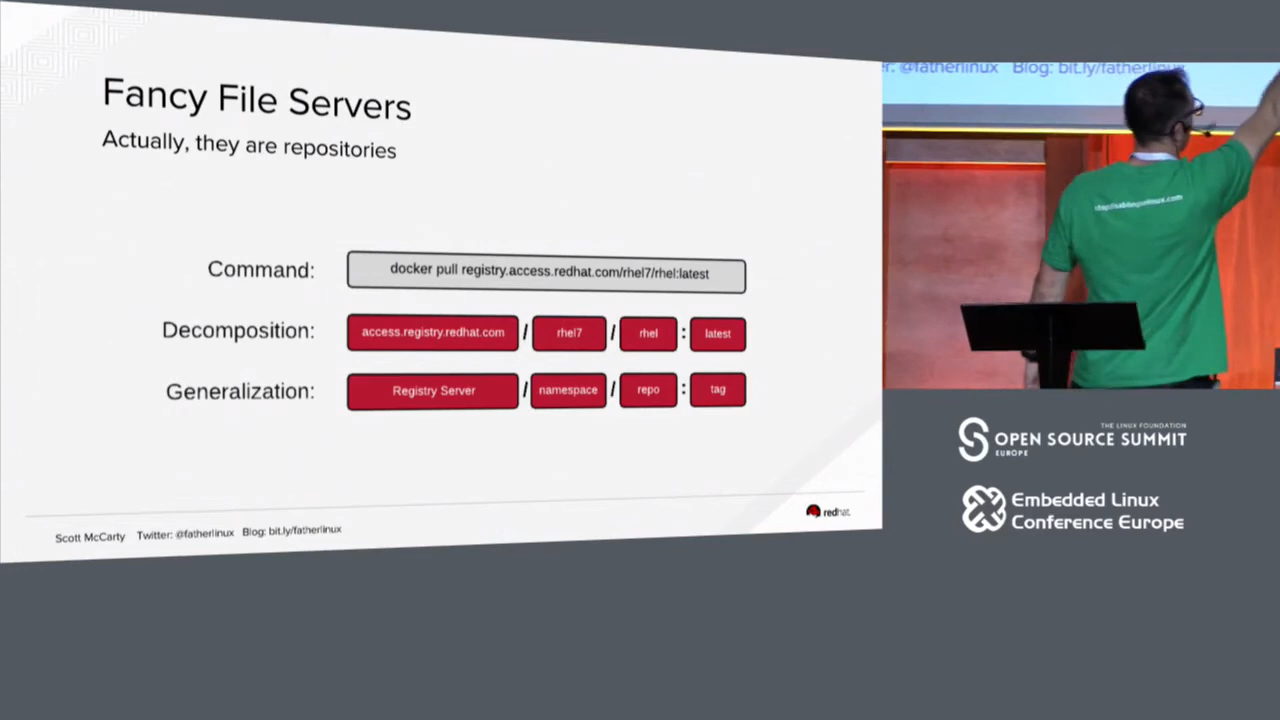 Fancy File Servers
Actually, they are repositories
Command: docker pull registry.access.redhat.com/rhel7/rhel:latest
Decomposition: access.registry.redhat.com / rhel7 / rhel : latest
Generalization: Registry Server / namespace / repo : tag
Scott McCarty Twitter: @fatherlinux Blog: bit.ly/fatherlinux
redhat.
er: @fatherlinux Blog: bit.ly/fatherlinux
THE LINUX FOUNDATION
OPEN SOURCE SUMMIT
EUROPE
Embedded Linux
Conference Europe